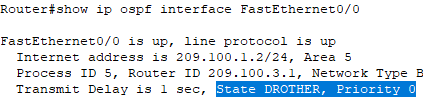 Router#show ip ospf interface FastEthernet0/0
FastEthernet0/0 is up, line protocol is up
Internet address is 209.100.1.2/24, Area 5
Process ID 5, Router ID 209.100.3.1, Network Type B
Transmit Delay is 1 sec, State DROTHER, Priority 0